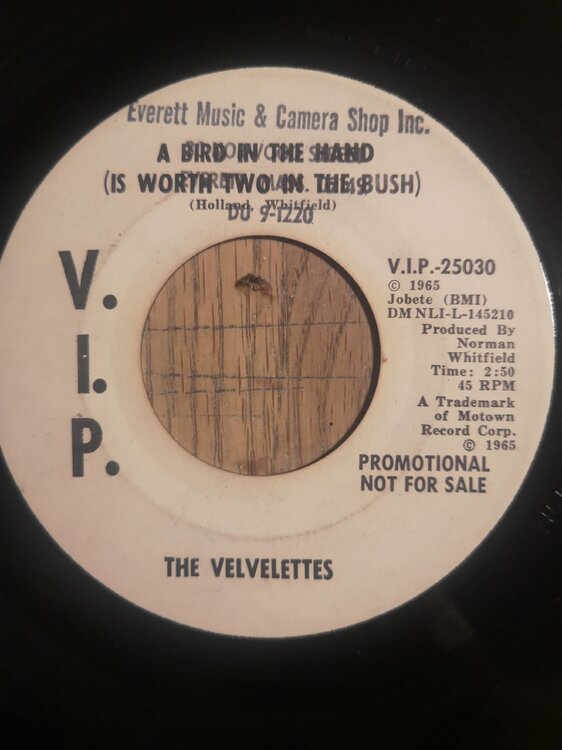 Everett Music & Camera Shop Inc.
A BIRD IN THE HAND
(IS WORTH TWO IN THE BUSH)
(Holland, Whitfield)
DU 9-1220
V.
I.
P.
V.I.P.-25030
© 1965
Jobete (BMI)
DM NLI-L-145210
Produced By
Norman
Whitfield
Time: 2:50
45 RPM
A Trademark
of Motown
Record Corp.
© 1965
PROMOTIONAL
NOT FOR SALE
THE VELVELETTES